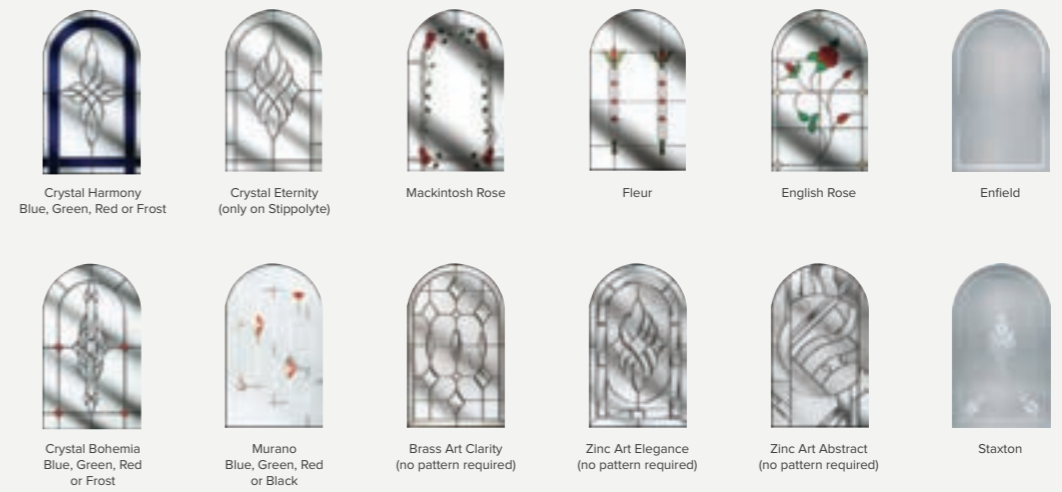 Crystal Harmony
Blue, Green, Red or Frost
Crystal Eternity
(only on Stippolyte)
Mackintosh Rose
Fleur
English Rose
Enfield
Crystal Bohemia
Blue, Green, Red
or Frost
Murano
Blue, Green, Red
or Black
Brass Art Clarity
(no pattern required)
Zinc Art Elegance
(no pattern required)
Zinc Art Abstract
(no pattern required)
Staxton